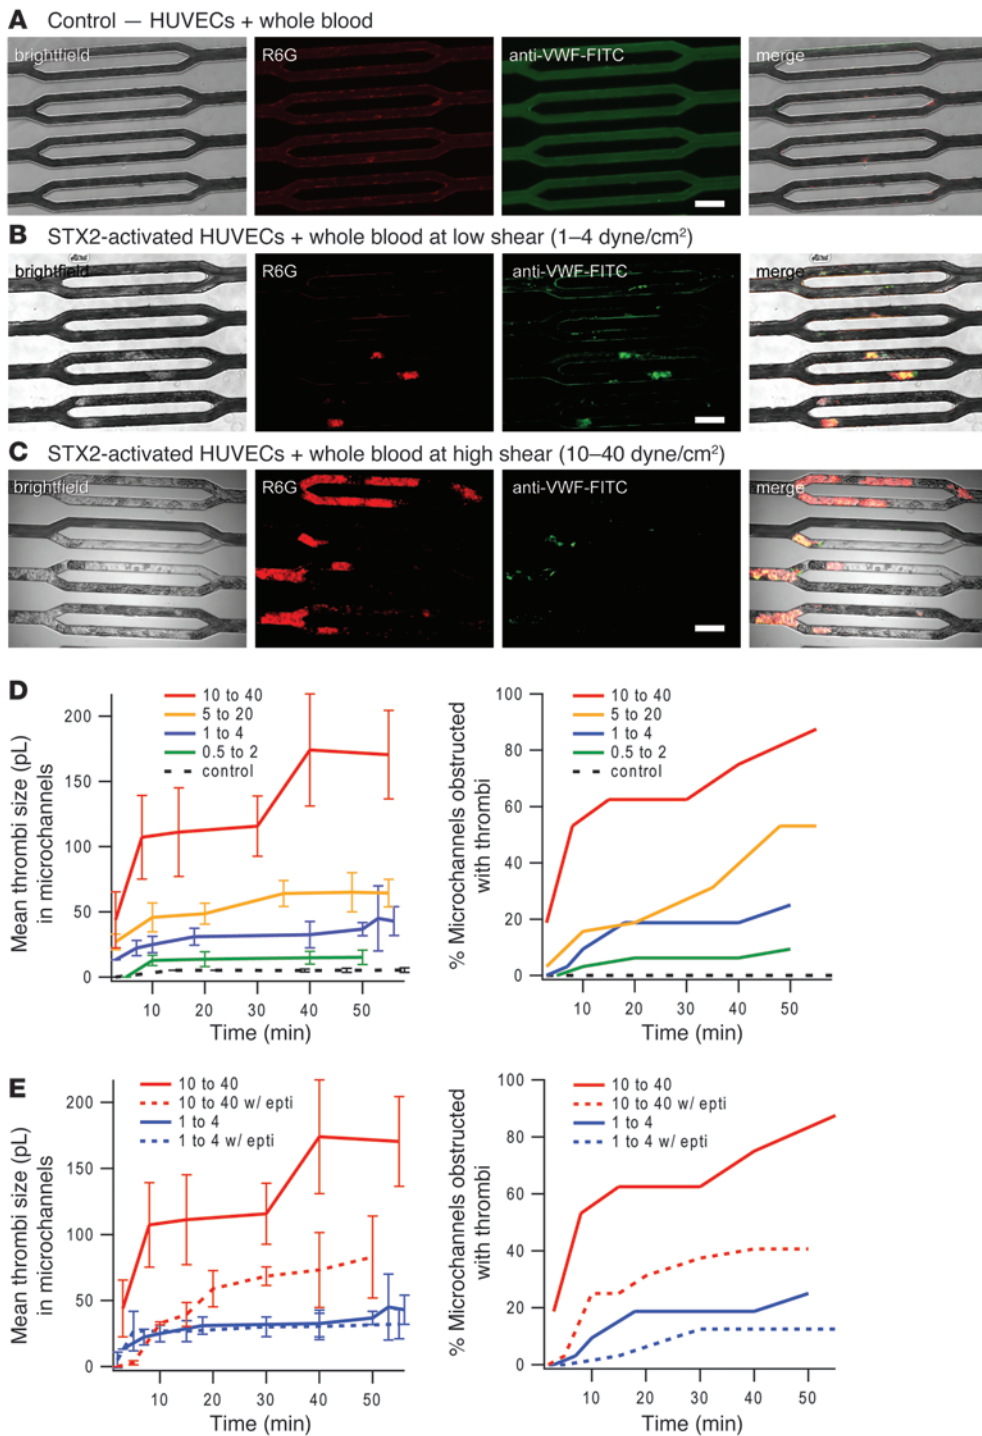 A Control — HUVECs + whole blood
brightfield R6G anti-VWF-FITC merge
B STX2-activated HUVECs + whole blood at low shear (1–4 dyne/cm²)
brightfield R6G anti-VWF-FITC merge
C STX2-activated HUVECs + whole blood at high shear (10–40 dyne/cm²)
brightfield R6G anti-VWF-FITC merge
D
Mean thrombi size (pL)
in microchannels
200
150
100
50
0
10 to 40
5 to 20
1 to 4
0.5 to 2
control
10 20 30 40 50
Time (min)
% Microchannels obstructed
with thrombi
100
80
60
40
20
0
10 to 40
5 to 20
1 to 4
0.5 to 2
control
10 20 30 40 50
Time (min)
E
Mean thrombi size (pL)
in microchannels
200
150
100
50
0
10 to 40
10 to 40 w/ epti
1 to 4
1 to 4 w/ epti
10 20 30 40 50
Time (min)
% Microchannels obstructed
with thrombi
100
80
60
40
20
0
10 to 40
10 to 40 w/ epti
1 to 4
1 to 4 w/ epti
10 20 30 40 50
Time (min)